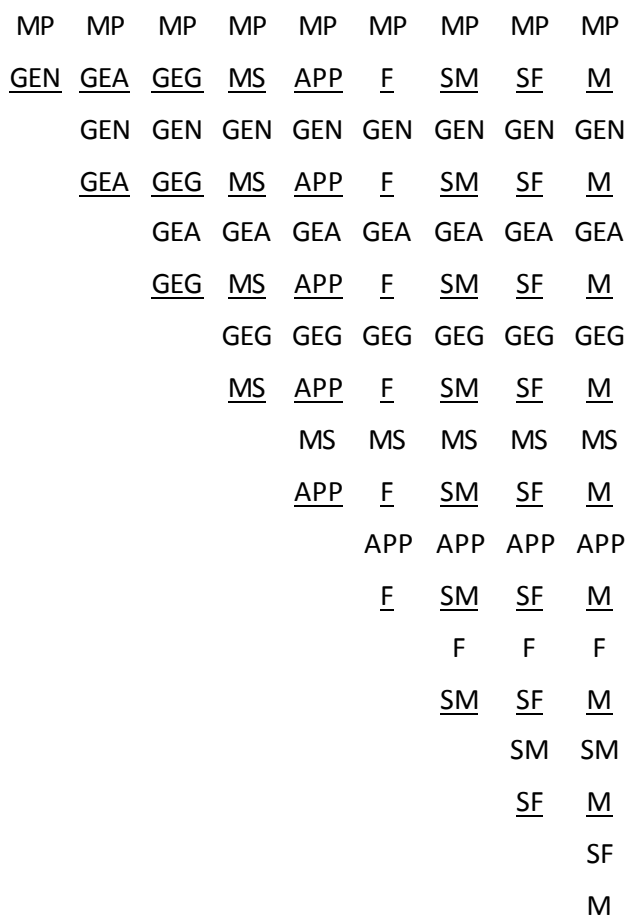 MP MP MP MP MP MP MP MP MP
GEN GEA GEG MS APP F SM SF M
GEN GEN GEN GEN GEN GEN GEN GEN
GEA GEG MS APP F SM SF M
GEA GEA GEA GEA GEA GEA GEA
GEG MS APP F SM SF M
GEG GEG GEG GEG GEG GEG
MS APP F SM SF M
MS MS MS MS MS
APP F SM SF M
APP APP APP APP
F SM SF M
F F F
SM SF M
SM SM
SF M
SF
M